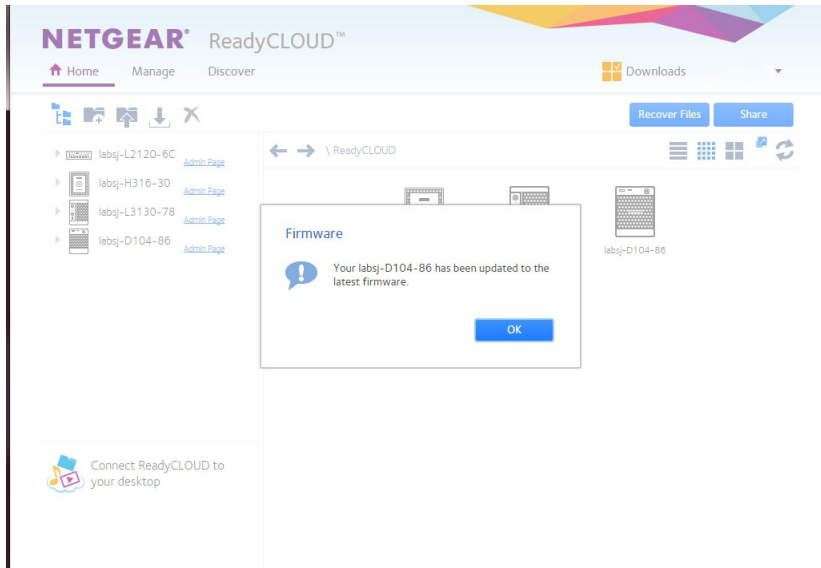 NETGEAR® ReadyCLOUD™
Home Manage Discover Downloads
Recover Files Share
labsj-L2120-6C Admin Page
\ ReadyCLOUD
labsj-H316-30 Admin Page
labsj-L3130-78 Admin Page
labsj-D104-86 Admin Page
labsj-D104-86
Firmware
Your labsj-D104-86 has been updated to the
latest firmware.
OK
Connect ReadyCLOUD to
your desktop